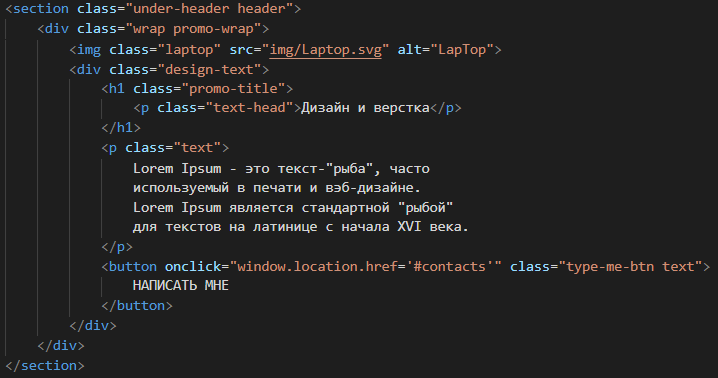 <section class="under-header header">
<div class="wrap promo-wrap">
<img class="laptop" src="img/Laptop.svg" alt="LapTop">
<div class="design-text">
<h1 class="promo-title">
<p class="text-head">Дизайн и верстка</p>
</h1>
<p class="text">
Lorem Ipsum - это текст-"рыба", часто
используемый в печати и вэб-дизайне.
Lorem Ipsum является стандартной "рыбой"
для текстов на латинице с начала XVI века.
</p>
<button onclick="window.location.href='#contacts'" class="type-me-btn text">
НАПИСАТЬ МНЕ
</button>
</div>
</div>
</section>